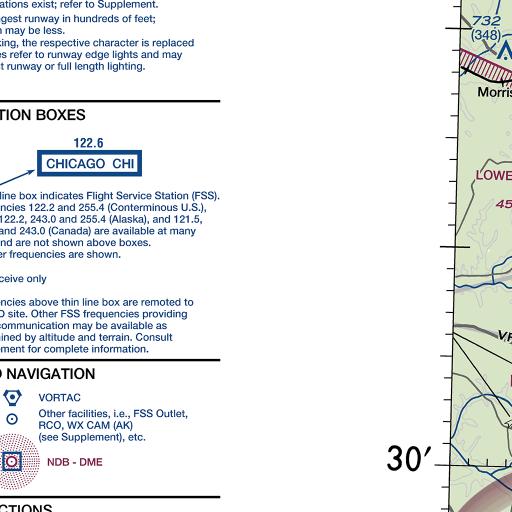 ations exist; refer to Supplement.
ngest runway in hundreds of feet;
n may be less.
king, the respective character is replaced
es refer to runway edge lights and may
t runway or full length lighting.
TION BOXES
122.6
CHICAGO CHI
line box indicates Flight Service Station (FSS).
encies 122.2 and 255.4 (Conterminous U.S.),
122.2, 243.0 and 255.4 (Alaska), and 121.5,
and 243.0 (Canada) are available at many
nd are not shown above boxes.
er frequencies are shown.
ceive only
encies above thin line box are remoted to
D site. Other FSS frequencies providing
communication may be available as
ined by altitude and terrain. Consult
ement for complete information.
O NAVIGATION
VORTAC
Other facilities, i.e., FSS Outlet,
RCO, WX CAM (AK)
(see Supplement), etc.
NDB - DME
CTIONS
732
(348)
Morris
LOWE
45
VR
30′